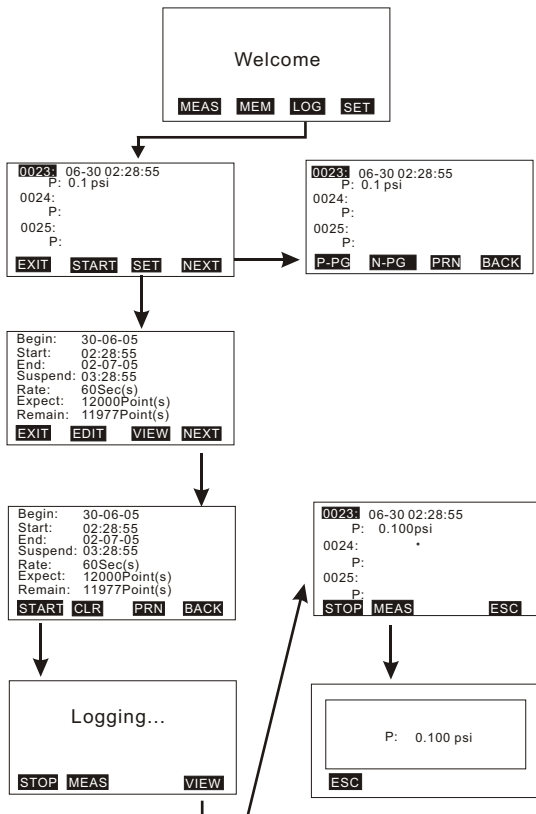 Welcome
MEAS MEM LOG SET
0023: 06-30 02:28:55
P: 0.1 psi
0024:
P:
0025:
P:
EXIT START SET NEXT
0023: 06-30 02:28:55
P: 0.1 psi
0024:
P:
0025:
P:
P-PG N-PG PRN BACK
Begin: 30-06-05
Start: 02:28:55
End: 02-07-05
Suspend: 03:28:55
Rate: 60Sec(s)
Expect: 12000Point(s)
Remain: 11977Point(s)
EXIT EDIT VIEW NEXT
Begin: 30-06-05
Start: 02:28:55
End: 02-07-05
Suspend: 03:28:55
Rate: 60Sec(s)
Expect: 12000Point(s)
Remain: 11977Point(s)
START CLR PRN BACK
0023: 06-30 02:28:55
P: 0.100psi
0024:
P:
0025:
P:
STOP MEAS ESC
Logging...
STOP MEAS VIEW
P: 0.100 psi
ESC